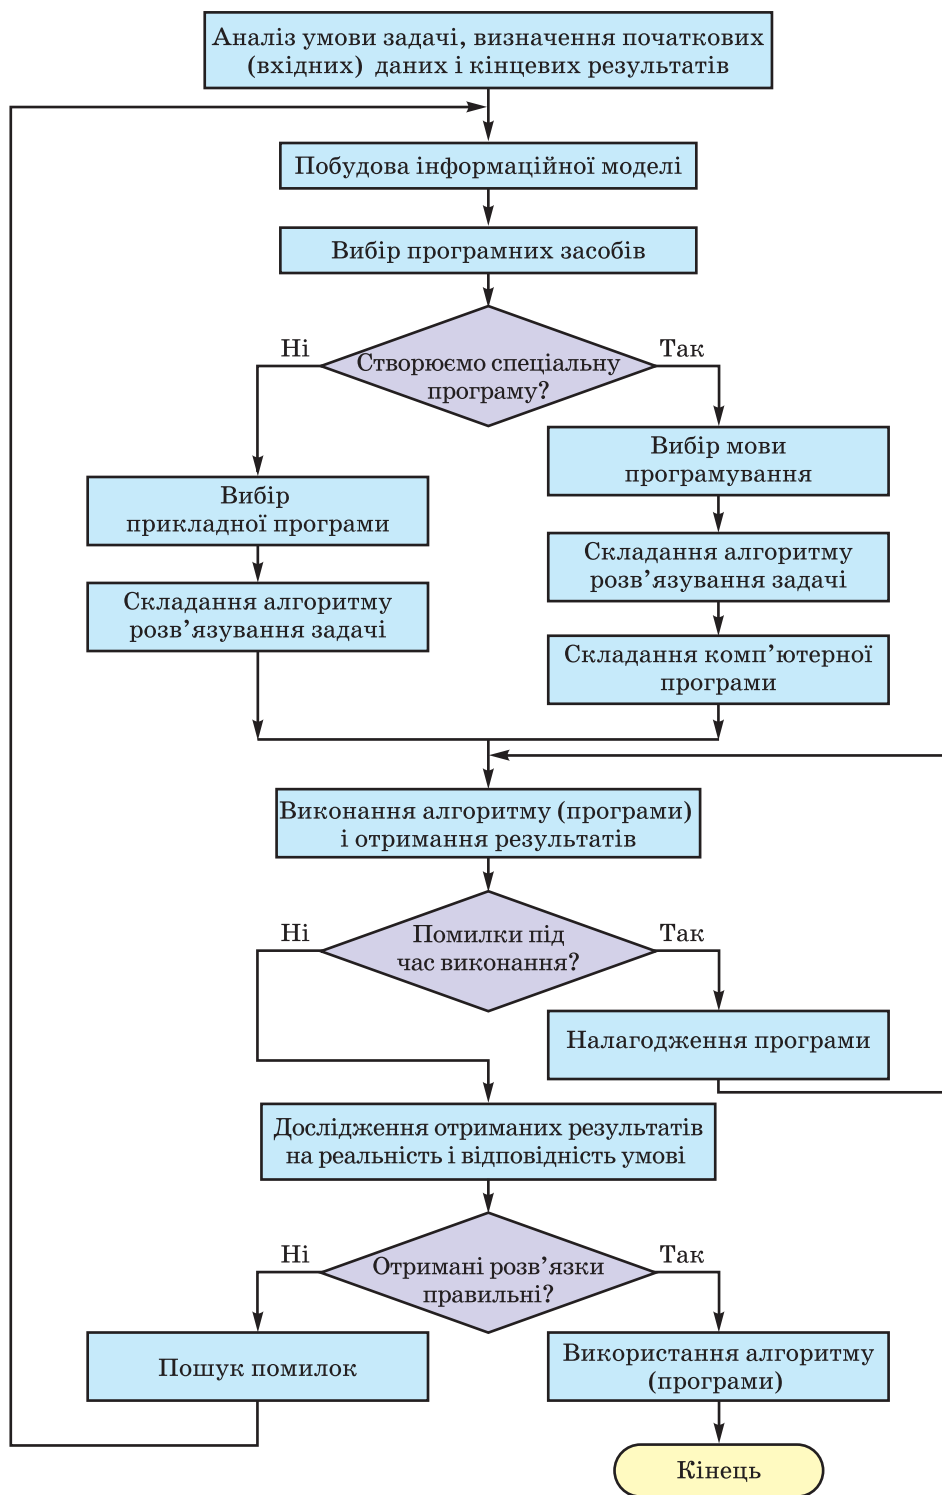 Аналіз умови задачі, визначення початкових
(вхідних) даних і кінцевих результатів
Побудова інформаційної моделі
Вибір програмних засобів
Ні
Так
Створюємо спеціальну
програму?
Вибір мови
програмування
Вибір
прикладної програми
Складання алгоритму
розв’язування задачі
Складання алгоритму
розв’язування задачі
Складання комп’ютерної
програми
Виконання алгоритму (програми)
і отримання результатів
Ні
Так
Помилки під
час виконання?
Налагодження програми
Дослідження отриманих результатів
на реальність і відповідність умові
Ні
Так
Отримані розв’язки
правильні?
Пошук помилок
Використання алгоритму
(програми)
Кінець